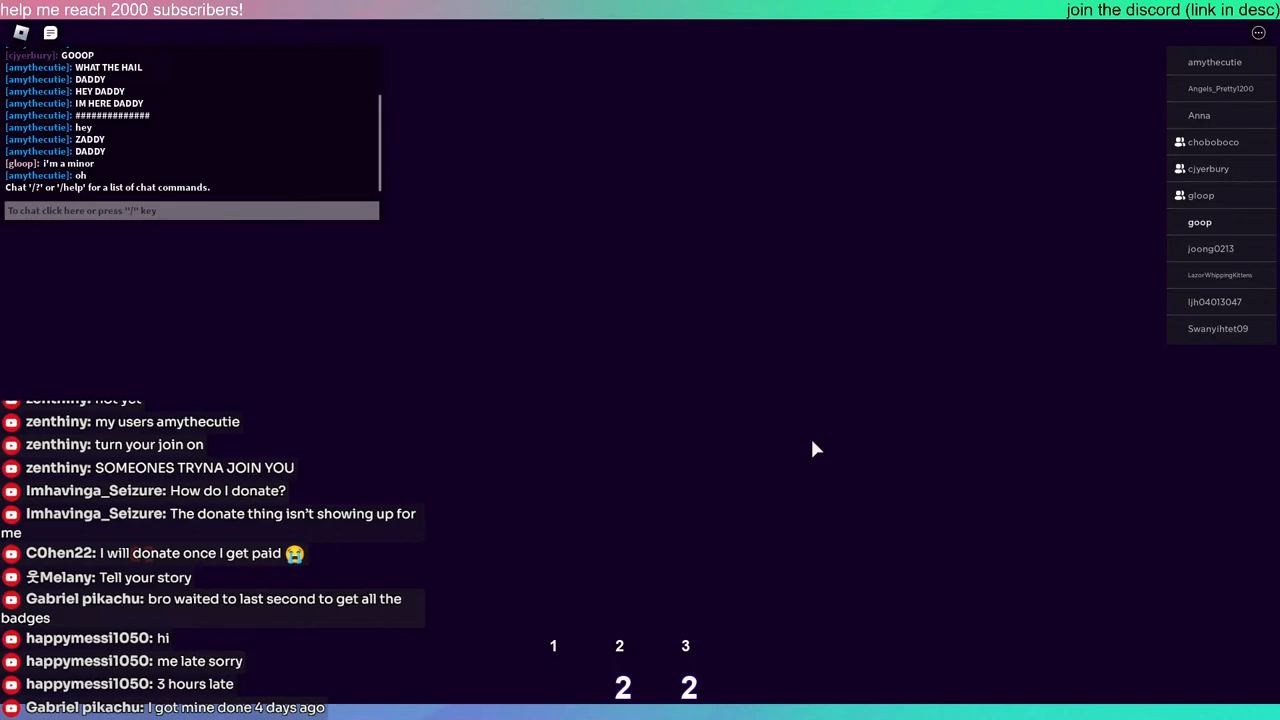 help me reach 2000 subscribers!
join the discord (link in desc)
[cjyerbury]: GOOOP
[amythecutie]: WHAT THE HAIL
[amythecutie]: DADDY
[amythecutie]: HEY DADDY
[amythecutie]: IM HERE DADDY
[amythecutie]: #############
[amythecutie]: hey
[amythecutie]: ZADDY
[amythecutie]: DADDY
[gloop]: i'm a minor
[amythecutie]: oh
Chat '/?' or '/help' for a list of chat commands.
To chat click here or press "/" key
amythecutie
Angels_Pretty1200
Anna
choboboco
cjyerbury
gloop
goop
joong0213
LazorWhippingKittens
ljh04013047
Swanyihtet09
zenthiny: not yet
zenthiny: my users amythecutie
zenthiny: turn your join on
zenthiny: SOMEONES TRYNA JOIN YOU
Imhavinga_Seizure: How do I donate?
Imhavinga_Seizure: The donate thing isn't showing up for
me
C0hen22: I will donate once I get paid 😭
웃Melany: Tell your story
Gabriel pikachu: bro waited to last second to get all the
badges
happymessi1050: hi
happymessi1050: me late sorry
happymessi1050: 3 hours late
Gabriel pikachu: I got mine done 4 days ago
1 2 3
2 2